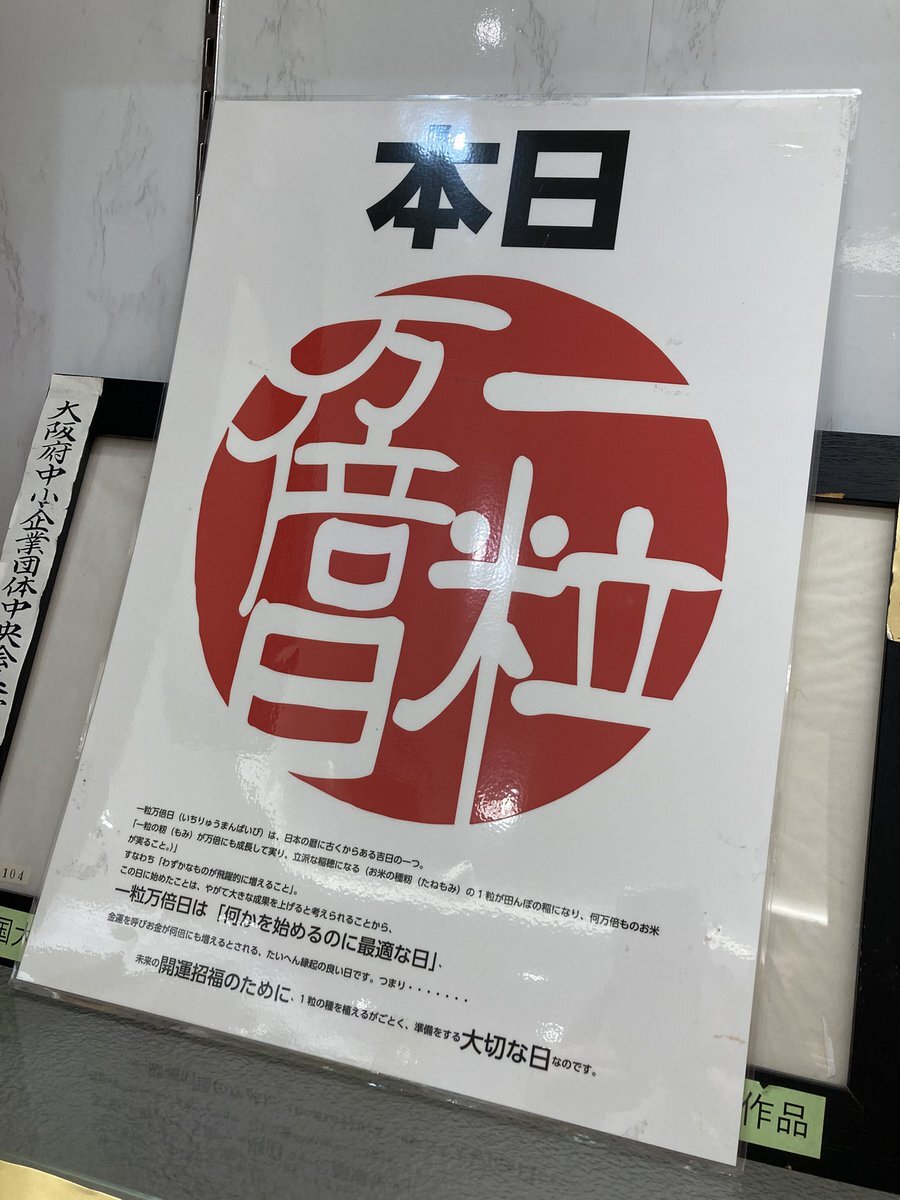 本日
一粒
万倍日
一粒万倍日（いちりゅうまんばいび）は、日本の暦に古くからある吉日の一つ。
「一粒の籾（もみ）が万倍にも成長して実り、立派な稲穂になる（お米の種籾（たねもみ）の１粒が田んぼの稲になり、何万倍ものお米
が実ること。）」
すなわち「わずかなものが飛躍的に増えること」。
この日に始めたことは、やがて大きな成果を上げると考えられることから、
一粒万倍日は「何かを始めるのに最適な日」、
金運を呼びお金が何倍にも増えるとされる、たいへん縁起の良い日です。つまり・・・・・・・
未来の開運招福のために、１粒の種を植えるがごとく、準備をする大切な日なのです。
大阪府中小企業団体中央会
104
国大
作品